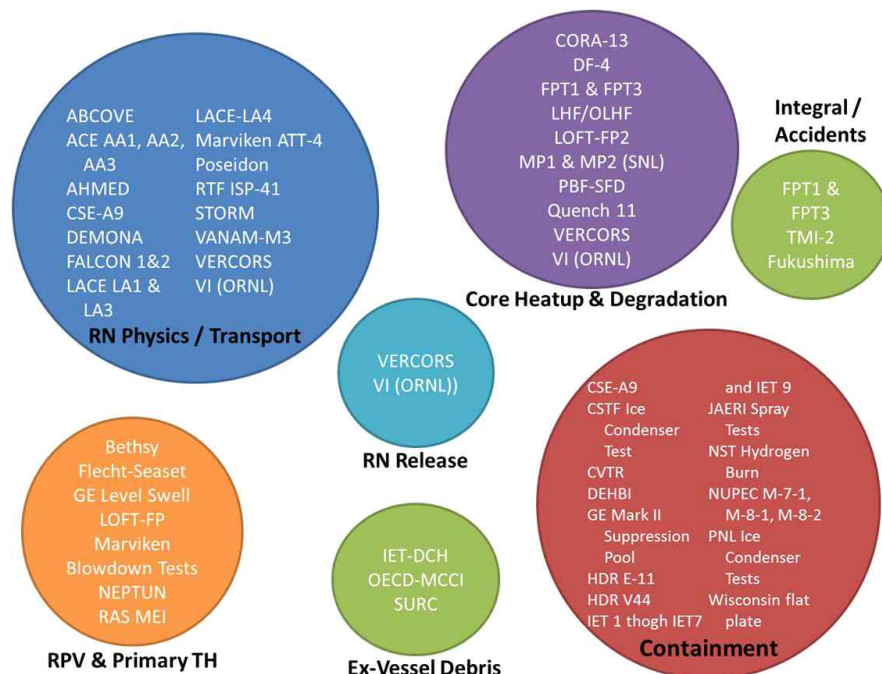 ABCOVE
ACE AA1, AA2,
AA3
AHMED
CSE-A9
DEMONA
FALCON 1&2
LACE LA1 &
LA3
LACE-LA4
Marviken ATT-4
Poseidon
RTF ISP-41
STORM
VANAM-M3
VERCORS
VI (ORNL)
RN Physics / Transport
CORA-13
DF-4
FPT1 & FPT3
LHF/OLHF
LOFT-FP2
MP1 & MP2 (SNL)
PBF-SFD
Quench 11
VERCORS
VI (ORNL)
Core Heatup & Degradation
Integral /
Accidents
FPT1 &
FPT3
TMI-2
Fukushima
VERCORS
VI (ORNL))
RN Release
Bethsy
Flecht-Seaset
GE Level Swell
LOFT-FP
Marviken
Blowdown Tests
NEPTUN
RAS MEI
RPV & Primary TH
IET-DCH
OECD-MCCI
SURC
Ex-Vessel Debris
CSE-A9
CSTF Ice
Condenser
Test
CVTR
DEHBI
GE Mark II
Suppression
Pool
HDR E-11
HDR V44
IET 1 thogh IET7
and IET 9
JAERI Spray
Tests
NST Hydrogen
Burn
NUPEC M-7-1,
M-8-1, M-8-2
PNL Ice
Condenser
Tests
Wisconsin flat
plate
Containment